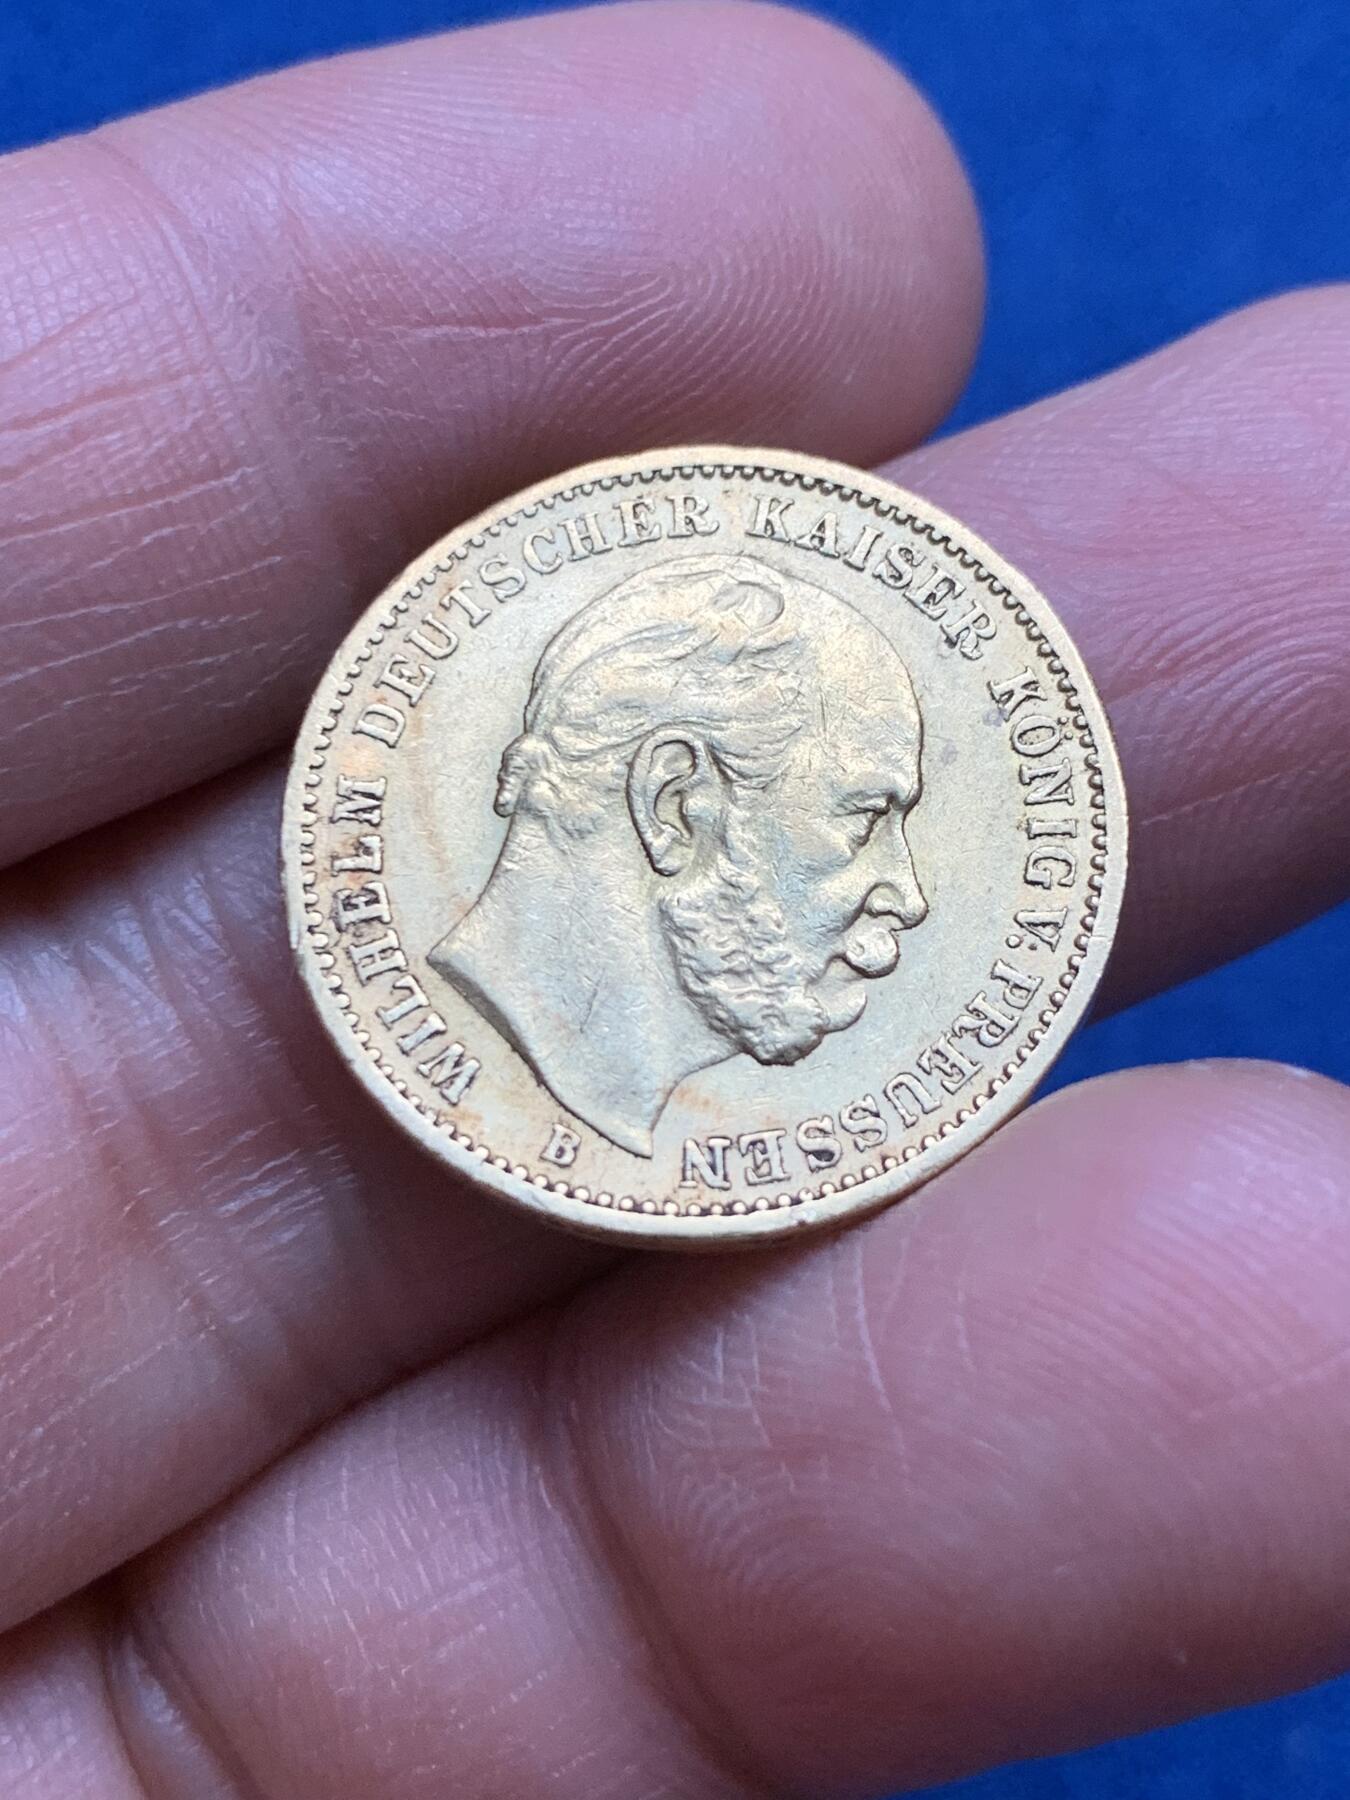 WILHELM DEUTSCHER KAISER KÖNIG V. PREUSSEN
B